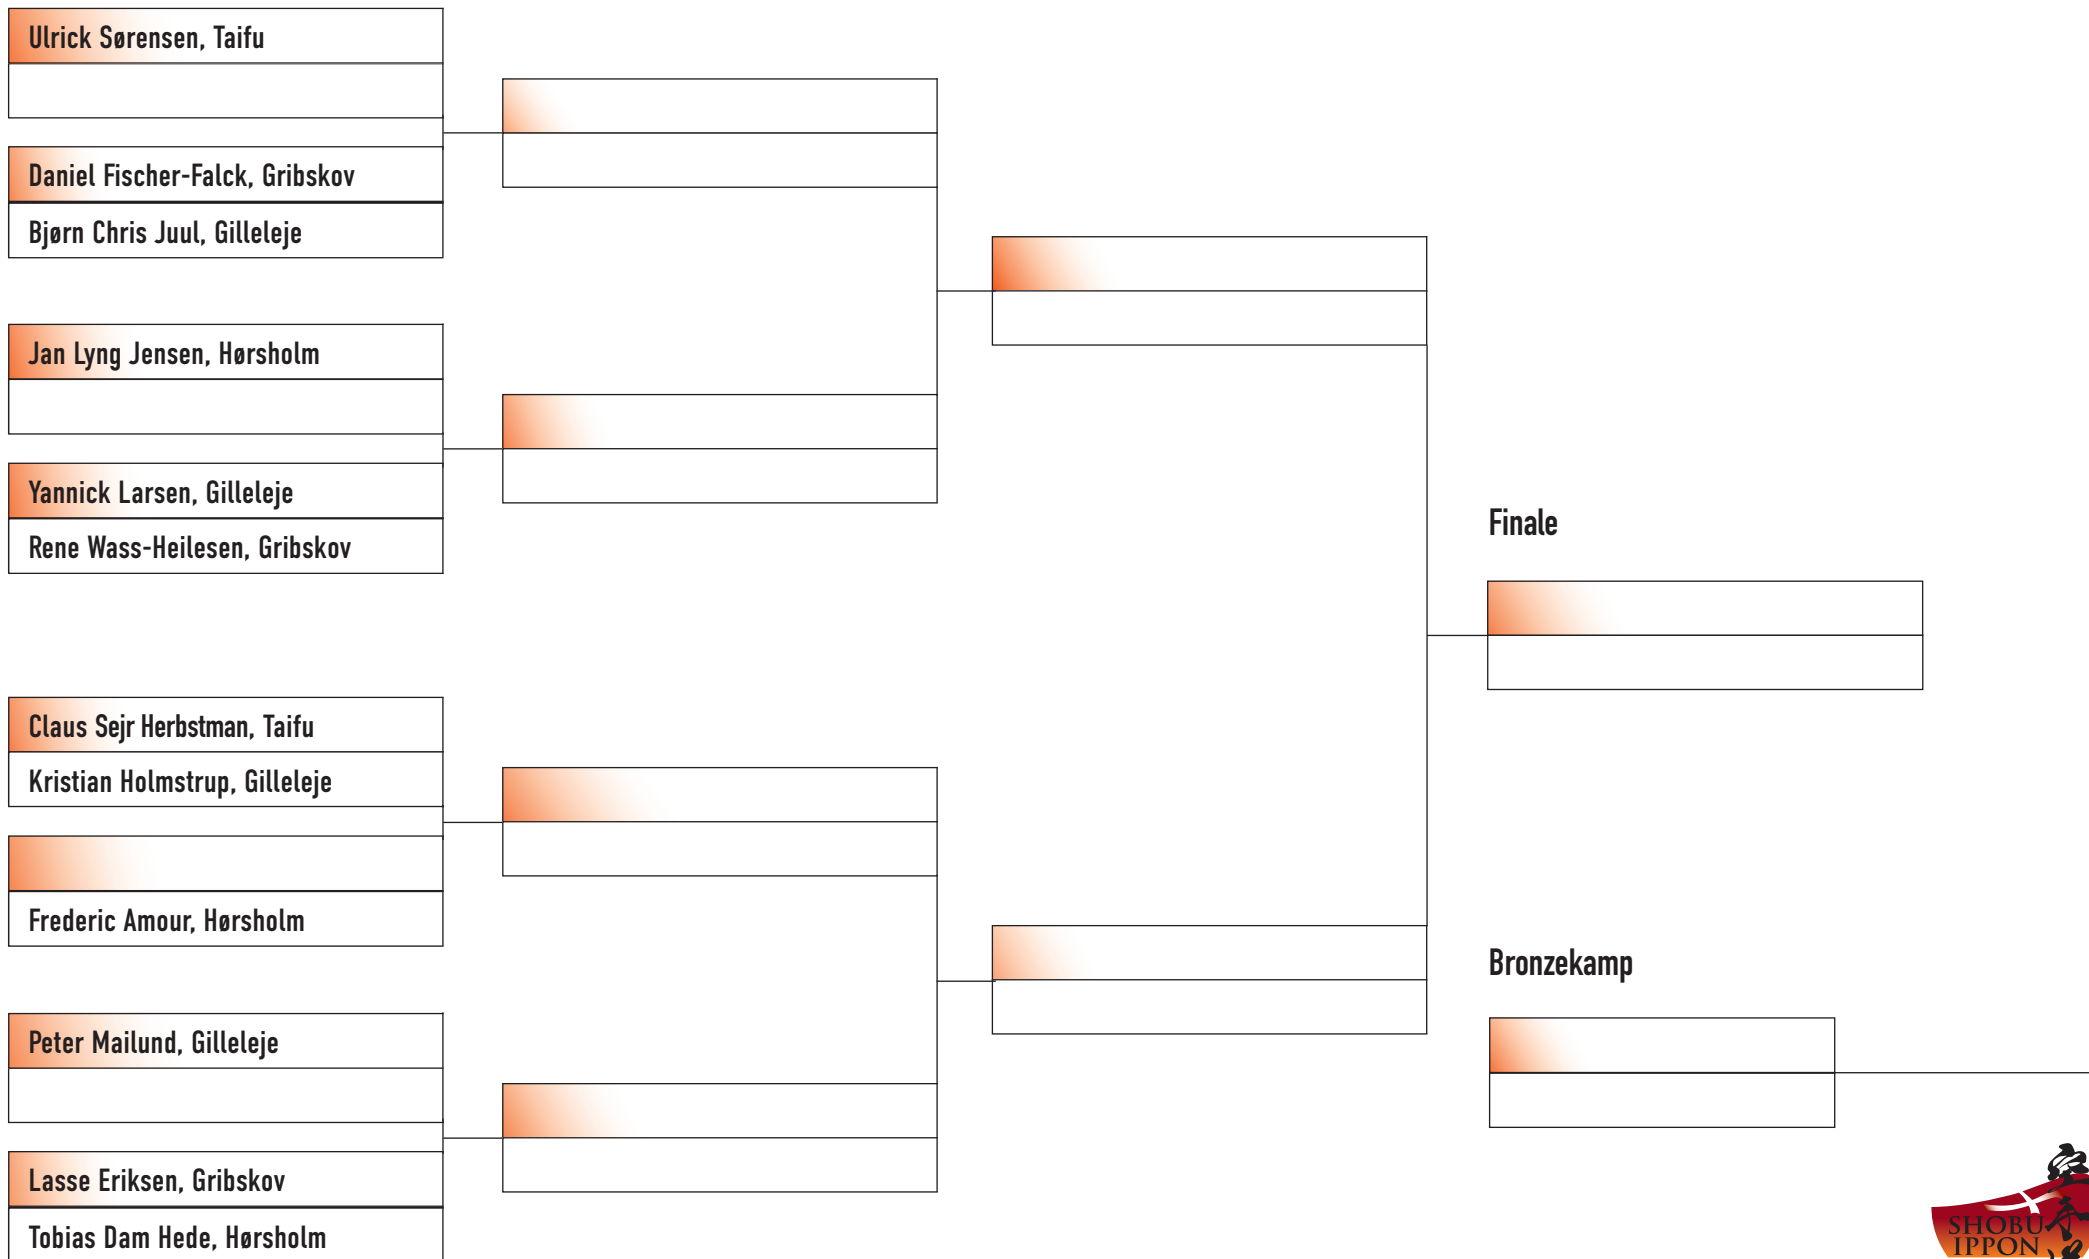 Ulrick Sørensen, Taifu
Daniel Fischer-Falck, Gribskov
Bjørn Chris Juul, Gilleleje
Jan Lyng Jensen, Hørsholm
Yannick Larsen, Gilleleje
Rene Wass-Heilesen, Gribskov
Claus Sejr Herbstman, Taifu
Kristian Holmstrup, Gilleleje
Frederic Amour, Hørsholm
Peter Mailund, Gilleleje
Lasse Eriksen, Gribskov
Tobias Dam Hede, Hørsholm
Finale
Bronzekamp
SHOBU
IPPON